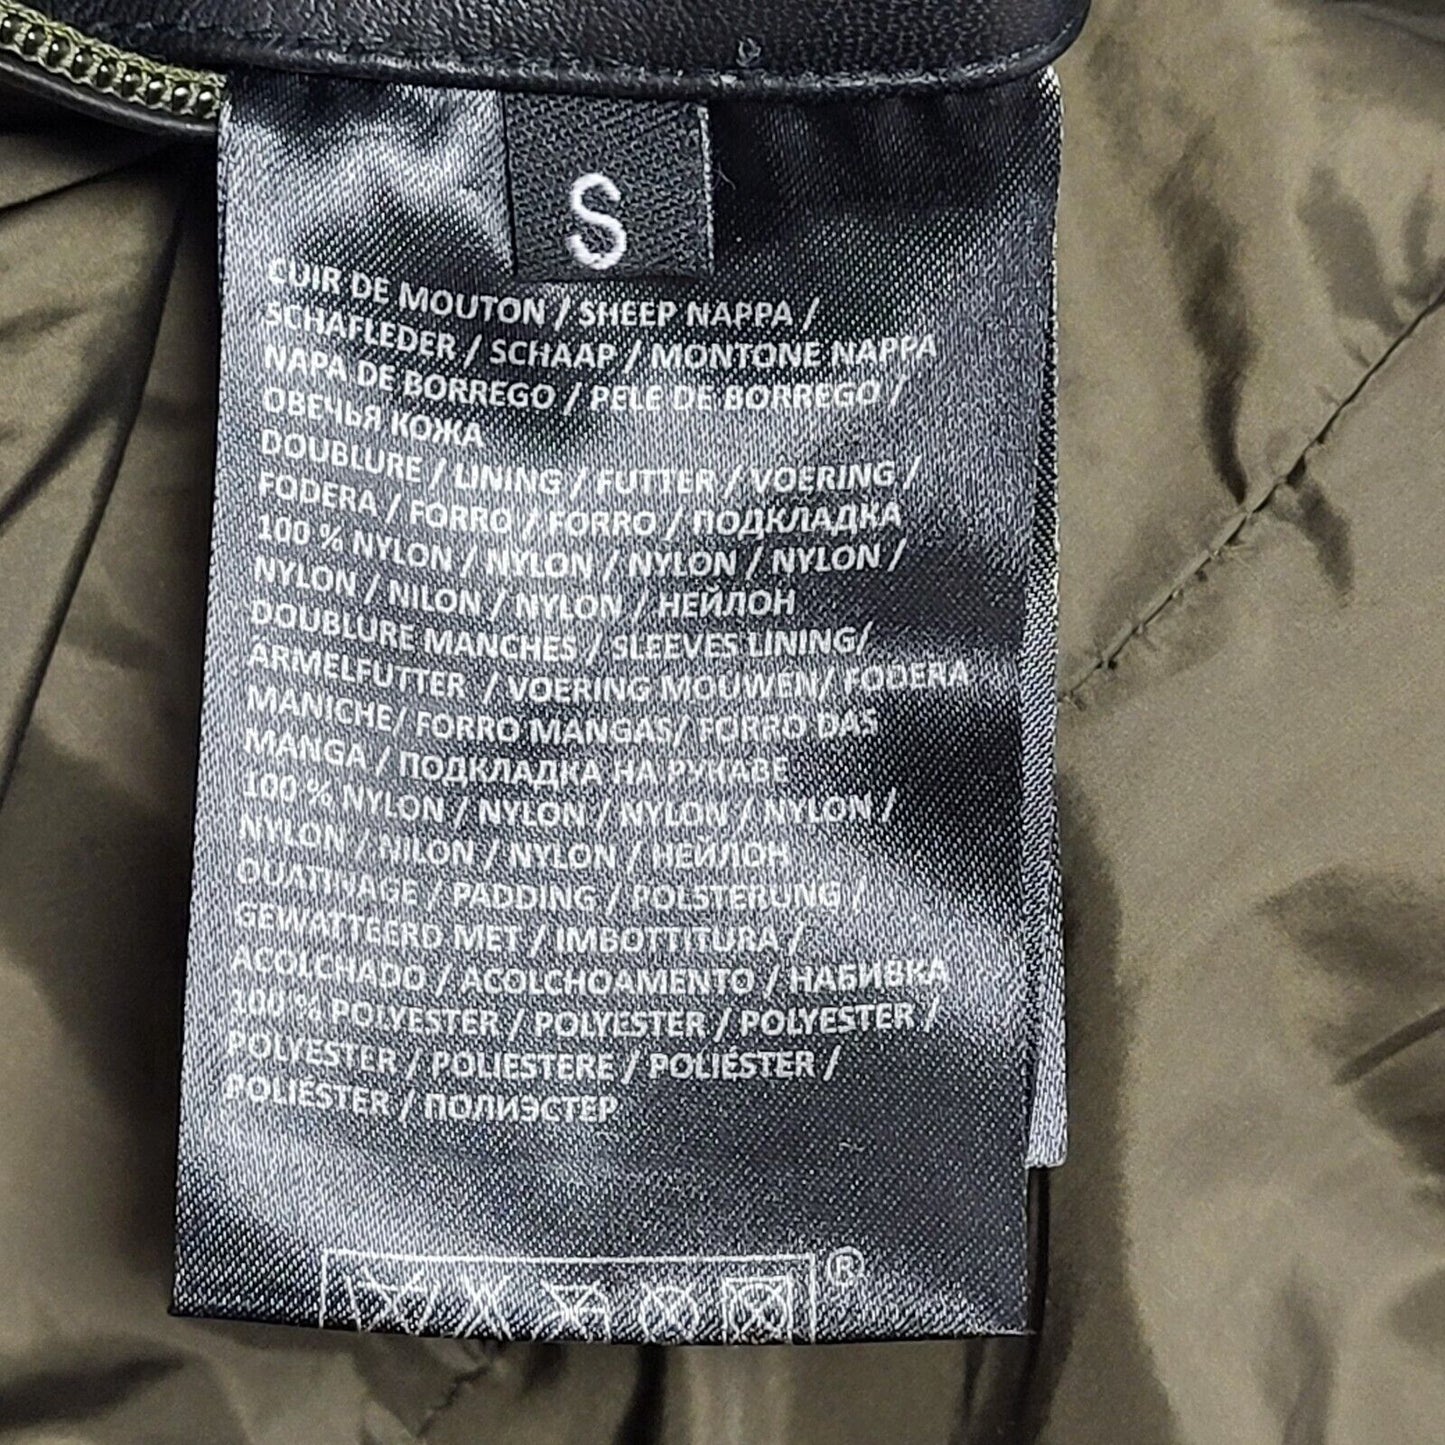 S
CUIR DE MOUTON / SHEEP NAPPA /
SCHAFLEDER / SCHAAP / MONTONE NAPPA
NAPA DE BORREGO / PELE DE BORREGO /
ОВЕЧЬЯ КОЖА
DOUBLURE / LINING / FUTTER / VOERING /
FODERA / FORRO / FORRO / ПОДКЛАДКА
100 % NYLON / NYLON / NYLON / NYLON /
NYLON / NILON / NYLON / НЕЙЛОН
DOUBLURE MANCHES / SLEEVES LINING/
ARMELFUTTER / VOERING MOUWEN/ FODERA
MANICHE/ FORRO MANGAS/ FORRO DAS
MANGA / ПОДКЛАДКА НА РУКАВЕ
100 % NYLON / NYLON / NYLON / NYLON /
NYLON / NILON / NYLON / НЕЙЛОН
OUATINAGE / PADDING / POLSTERUNG /
GEWATTEERD MET / IMBOTTITURA /
ACOLCHADO / ACOLCHOAMENTO / НАБИВКА
100 % POLYESTER / POLYESTER / POLYESTER /
POLYESTER / POLIESTERE / POLIÉSTER /
POLIÉSTER / ПОЛИЭСТЕР
®